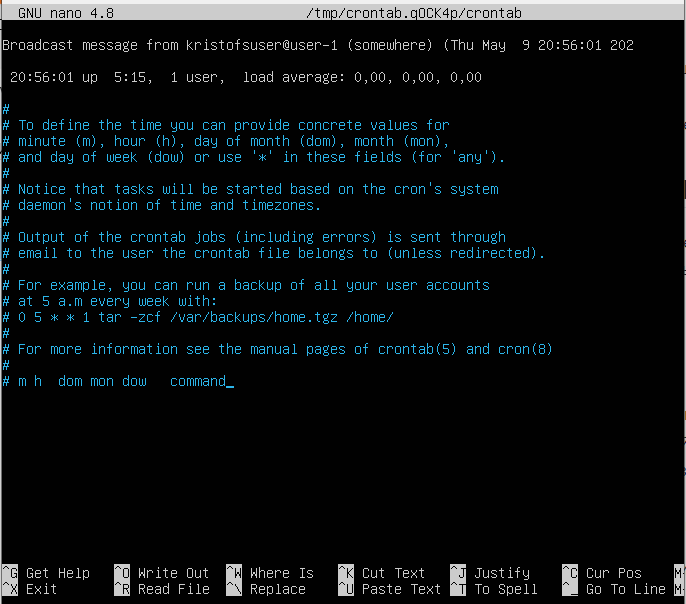 GNU nano 4.8 /tmp/crontab.qOCK4p/crontab
Broadcast message from kristofsuser@user-1 (somewhere) (Thu May  9 20:56:01 202
20:56:01 up  5:15,  1 user,  load average: 0,00, 0,00, 0,00
#
# To define the time you can provide concrete values for
# minute (m), hour (h), day of month (dom), month (mon),
# and day of week (dow) or use '*' in these fields (for 'any').
#
# Notice that tasks will be started based on the cron's system
# daemon's notion of time and timezones.
#
# Output of the crontab jobs (including errors) is sent through
# email to the user the crontab file belongs to (unless redirected).
#
# For example, you can run a backup of all your user accounts
# at 5 a.m every week with:
# 0 5 * * 1 tar -zcf /var/backups/home.tgz /home/
#
# For more information see the manual pages of crontab(5) and cron(8)
#
# m h  dom mon dow   command_
^G Get Help ^O Write Out ^W Where Is ^K Cut Text ^J Justify ^C Cur Pos M-
^X Exit ^R Read File ^\ Replace ^U Paste Text ^T To Spell ^_ Go To Line M-